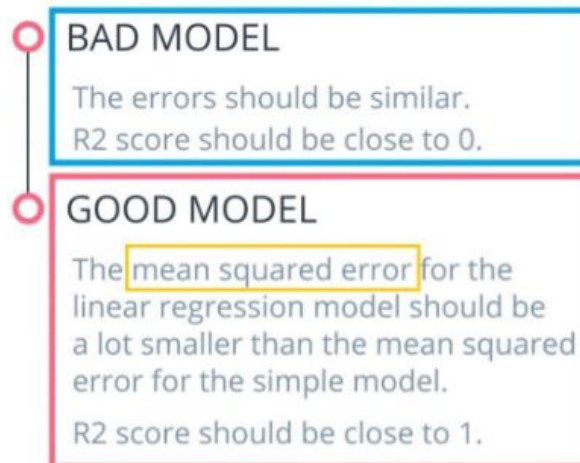 BAD MODEL
The errors should be similar.
R2 score should be close to 0.
GOOD MODEL
The mean squared error for the
linear regression model should be
a lot smaller than the mean squared
error for the simple model.
R2 score should be close to 1.